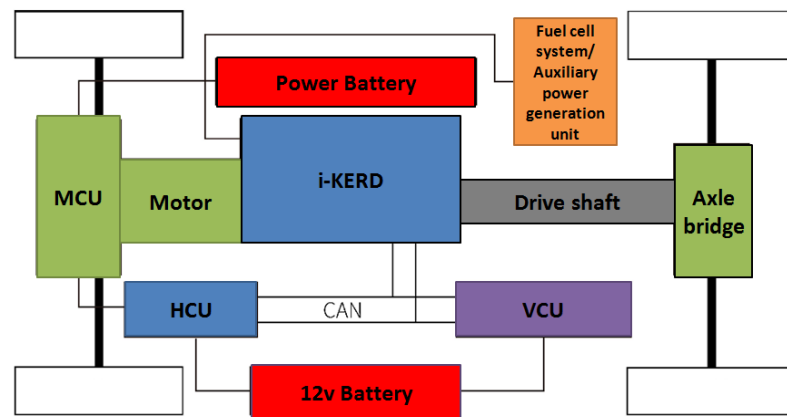 Fuel cell
system/
Auxiliary
power
generation
unit
Power Battery
i-KERD
MCU
Motor
Drive shaft
Axle
bridge
HCU
CAN
VCU
12v Battery